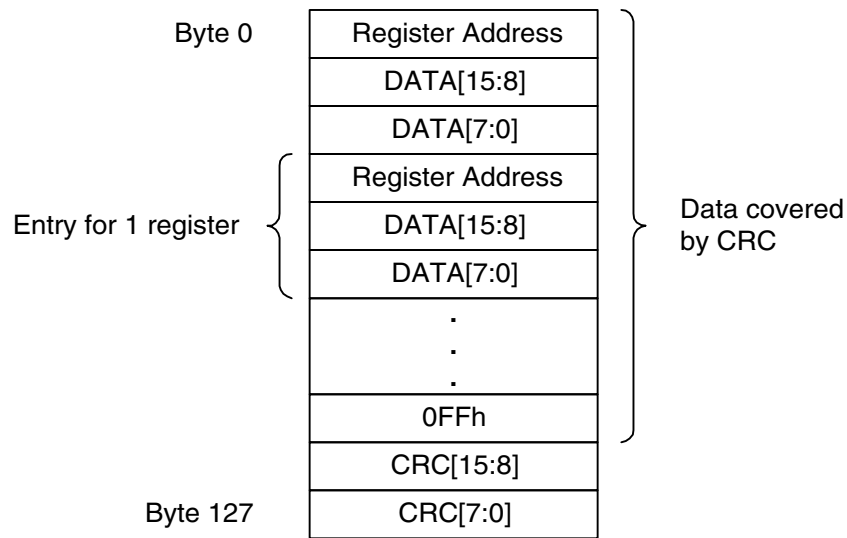 Byte 0
Register Address
DATA[15:8]
DATA[7:0]
Register Address
Entry for 1 register
DATA[15:8]
DATA[7:0]
Data covered
by CRC
.
.
.
0FFh
CRC[15:8]
Byte 127
CRC[7:0]